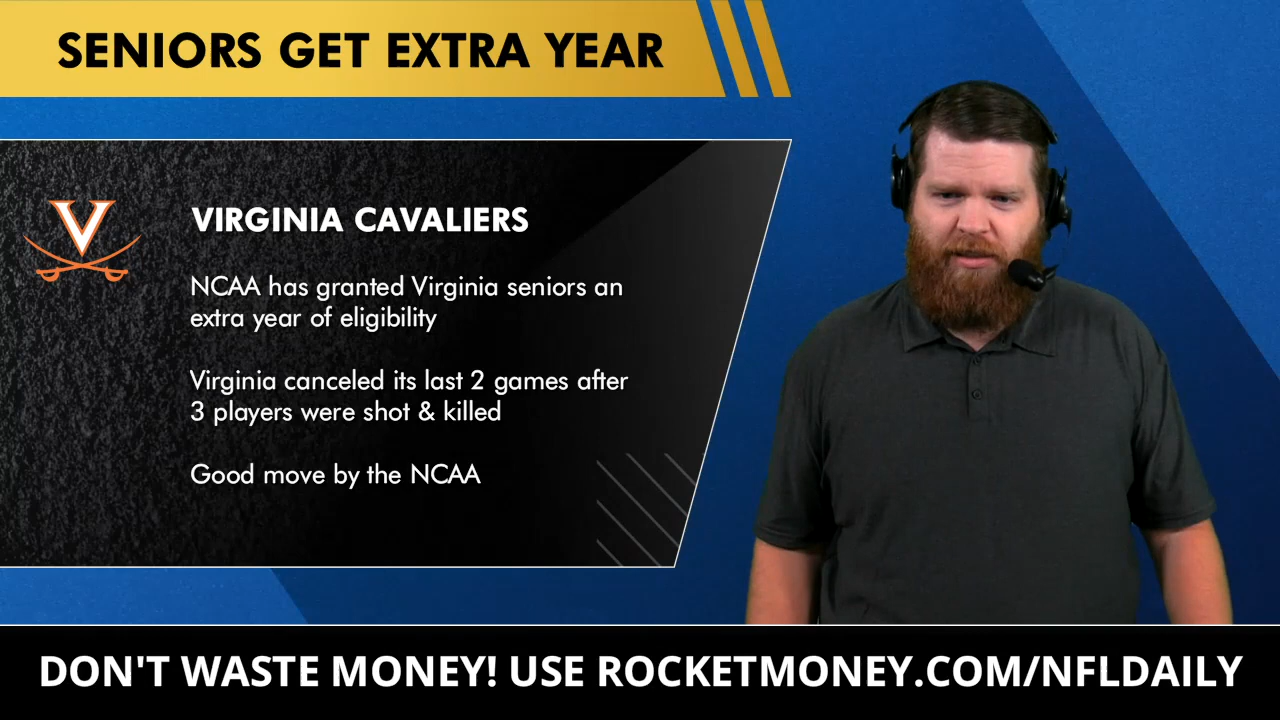 SENIORS GET EXTRA YEAR
V
VIRGINIA CAVALIERS
NCAA has granted Virginia seniors an
extra year of eligibility
Virginia canceled its last 2 games after
3 players were shot & killed
Good move by the NCAA
DON'T WASTE MONEY! USE ROCKETMONEY.COM/NFLDAILY